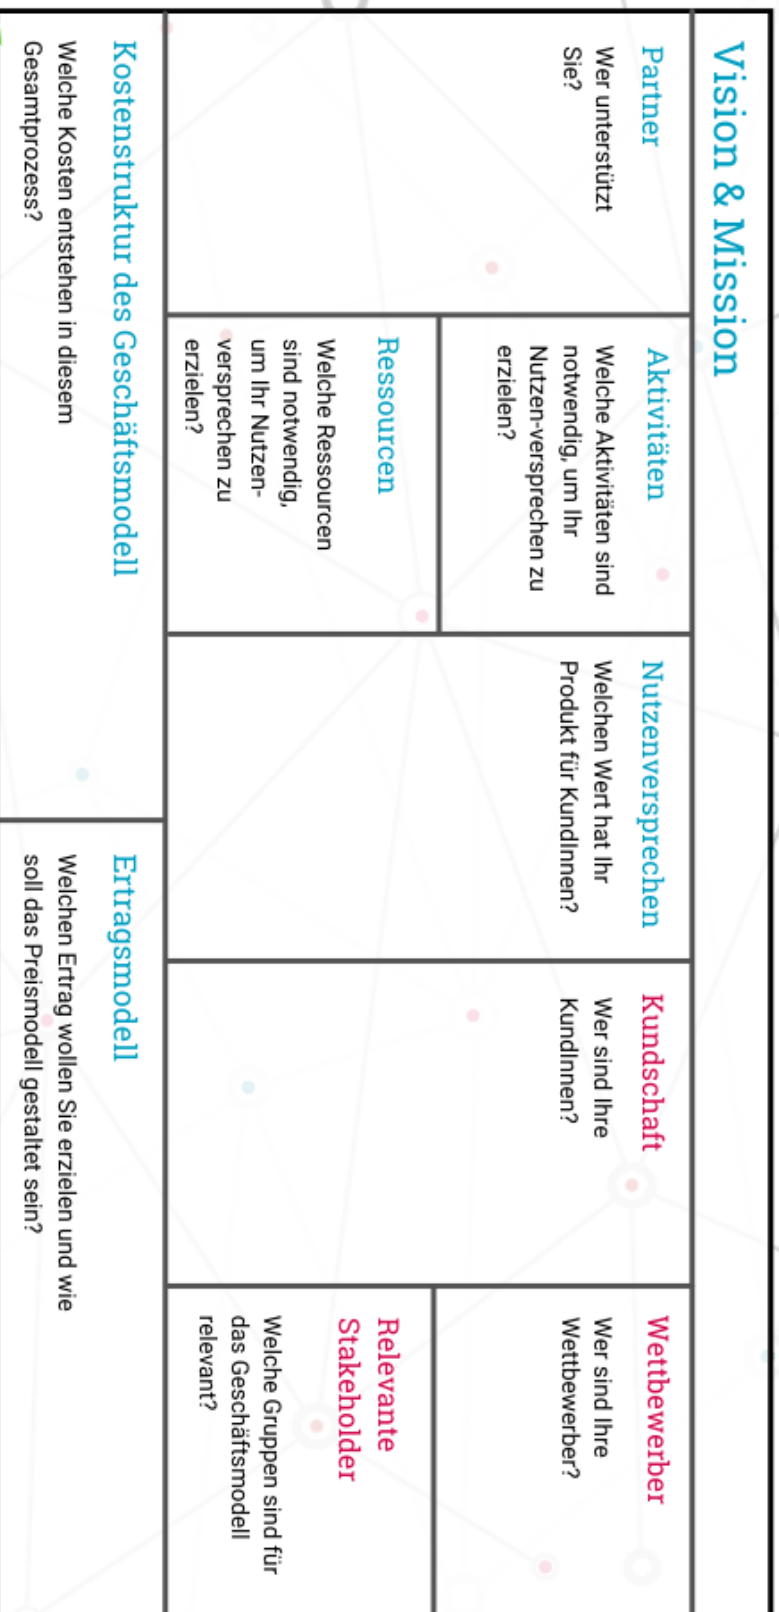 Vision & Mission
Partner
Wer unterstützt
Sie?
Aktivitäten
Welche Aktivitäten sind
notwendig, um Ihr
Nutzen-versprechen zu
erzielen?
Ressourcen
Welche Ressourcen
sind notwendig,
um Ihr Nutzen-
versprechen zu
erzielen?
Nutzenversprechen
Welchen Wert hat Ihr
Produkt für KundInnen?
Kundschaft
Wer sind Ihre
KundInnen?
Wettbewerber
Wer sind Ihre
Wettbewerber?
Relevante
Stakeholder
Welche Gruppen sind für
das Geschäftsmodell
relevant?
Kostenstruktur des Geschäftsmodell
Welche Kosten entstehen in diesem
Gesamtprozess?
Ertragsmodell
Welchen Ertrag wollen Sie erzielen und wie
soll das Preismodell gestaltet sein?